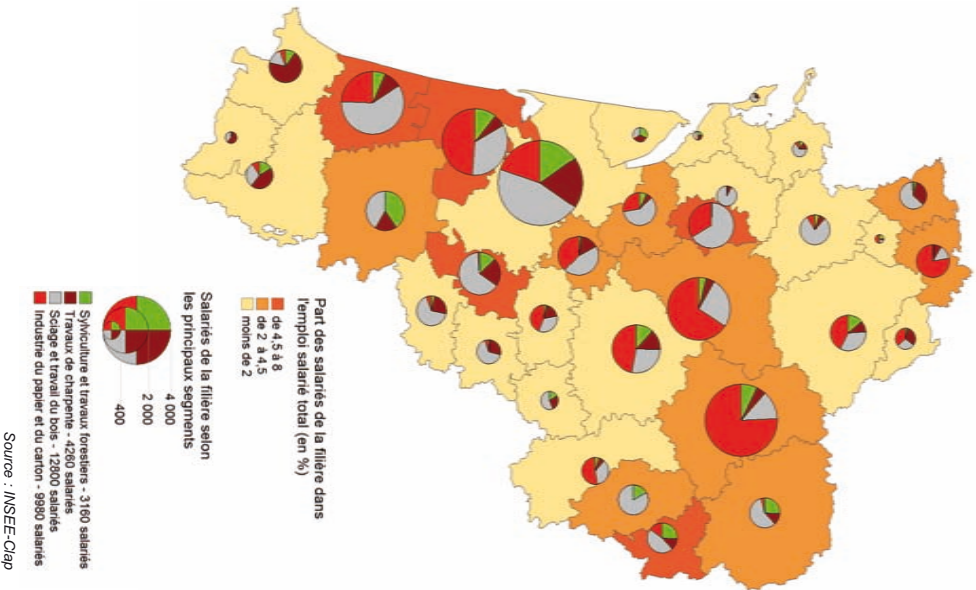 Part des salariés de la filière dans
l'emploi salarié total (en %)
de 4,5 à 8
de 2 à 4,5
moins de 2
Salariés de la filière selon
les principaux segments
4 000
2 000
400
Sylviculture et travaux forestiers - 3160 salariés
Travaux de charpente - 4260 salariés
Sciage et travail du bois - 12800 salariés
Industrie du papier et du carton - 9980 salariés
Source : INSEE-Clap